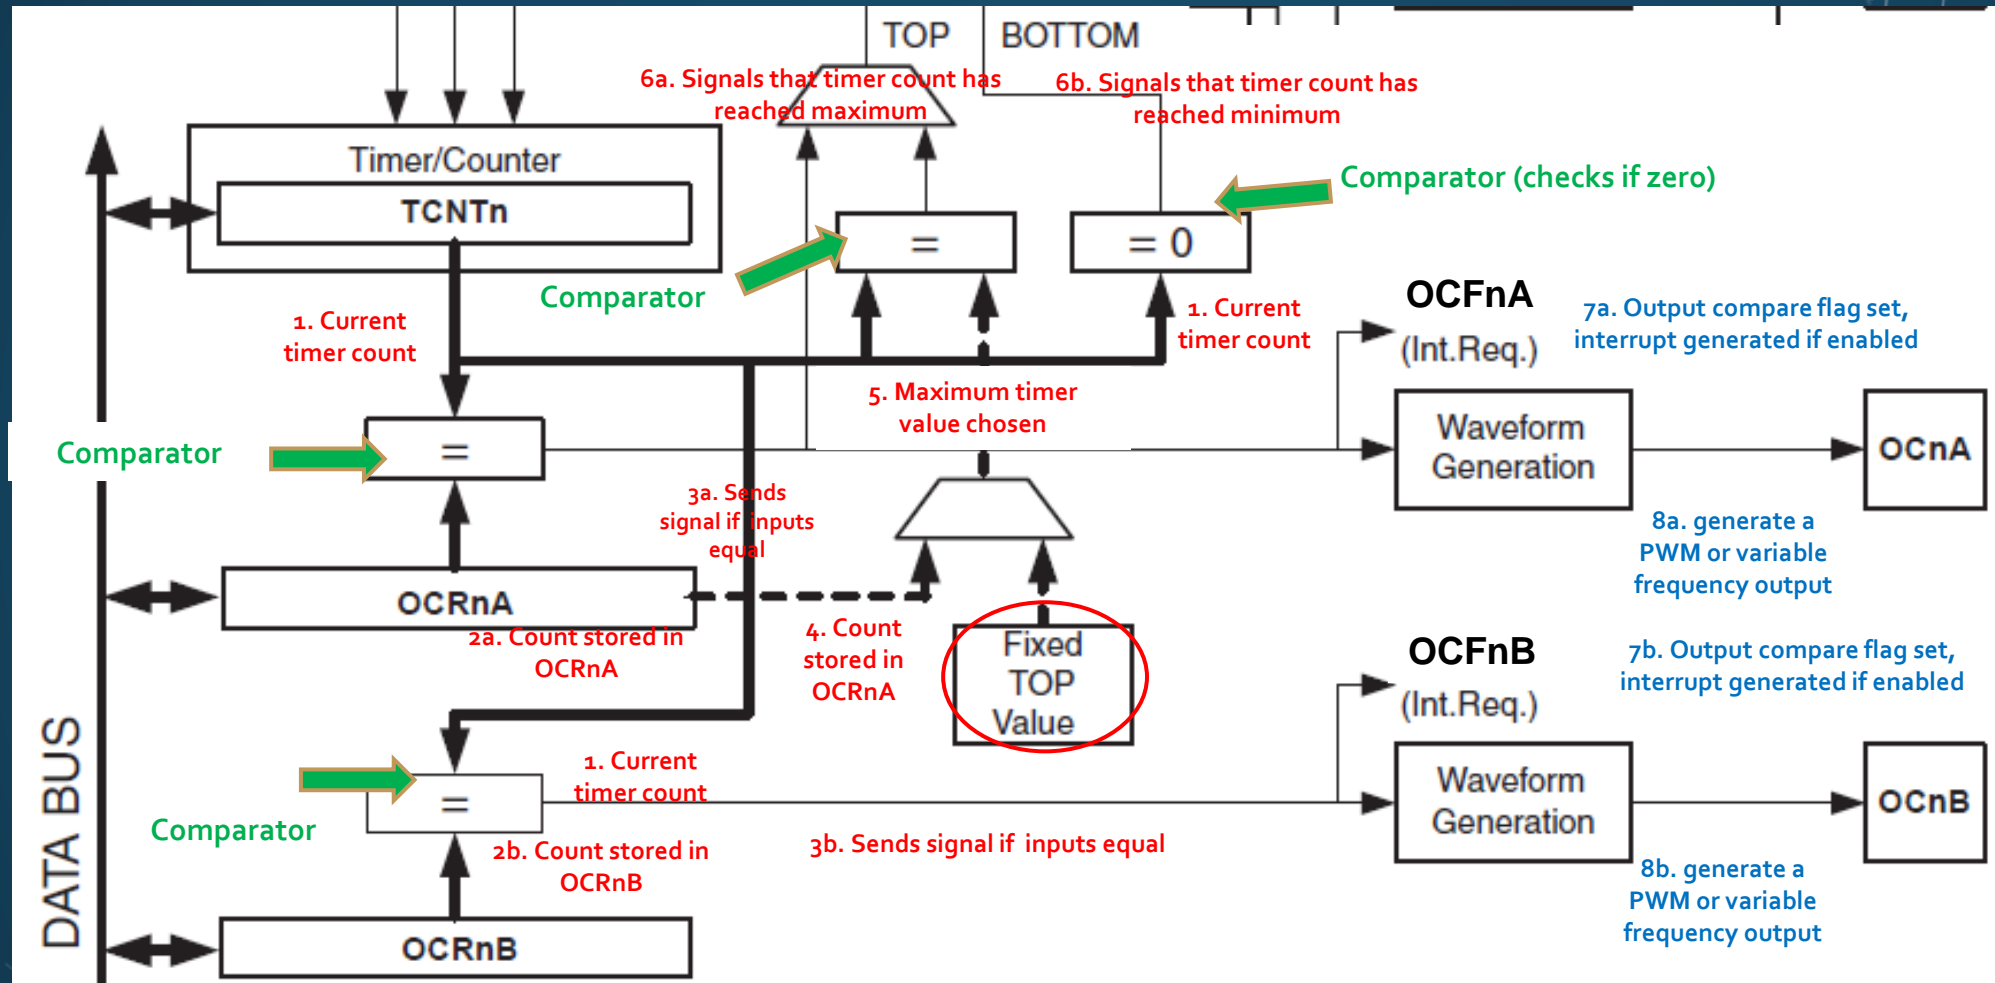 TOP
BOTTOM
6a. Signals that timer count has
reached maximum
6b. Signals that timer count has
reached minimum
Timer/Counter
TCNTn
=
= 0
Comparator (checks if zero)
Comparator
1. Current
timer count
1. Current
timer count
OCFnA
(Int.Req.)
7a. Output compare flag set,
interrupt generated if enabled
5. Maximum timer
value chosen
Comparator
=
Waveform
Generation
OCnA
3a. Sends
signal if inputs
equal
8a. generate a
PWM or variable
frequency output
OCRnA
2a. Count stored in
OCRnA
4. Count
stored in
OCRnA
Fixed
TOP
Value
OCFnB
(Int.Req.)
7b. Output compare flag set,
interrupt generated if enabled
DATA BUS
1. Current
timer count
Comparator
=
Waveform
Generation
OCnB
2b. Count stored in
OCRnB
3b. Sends signal if inputs equal
8b. generate a
PWM or variable
frequency output
OCRnB